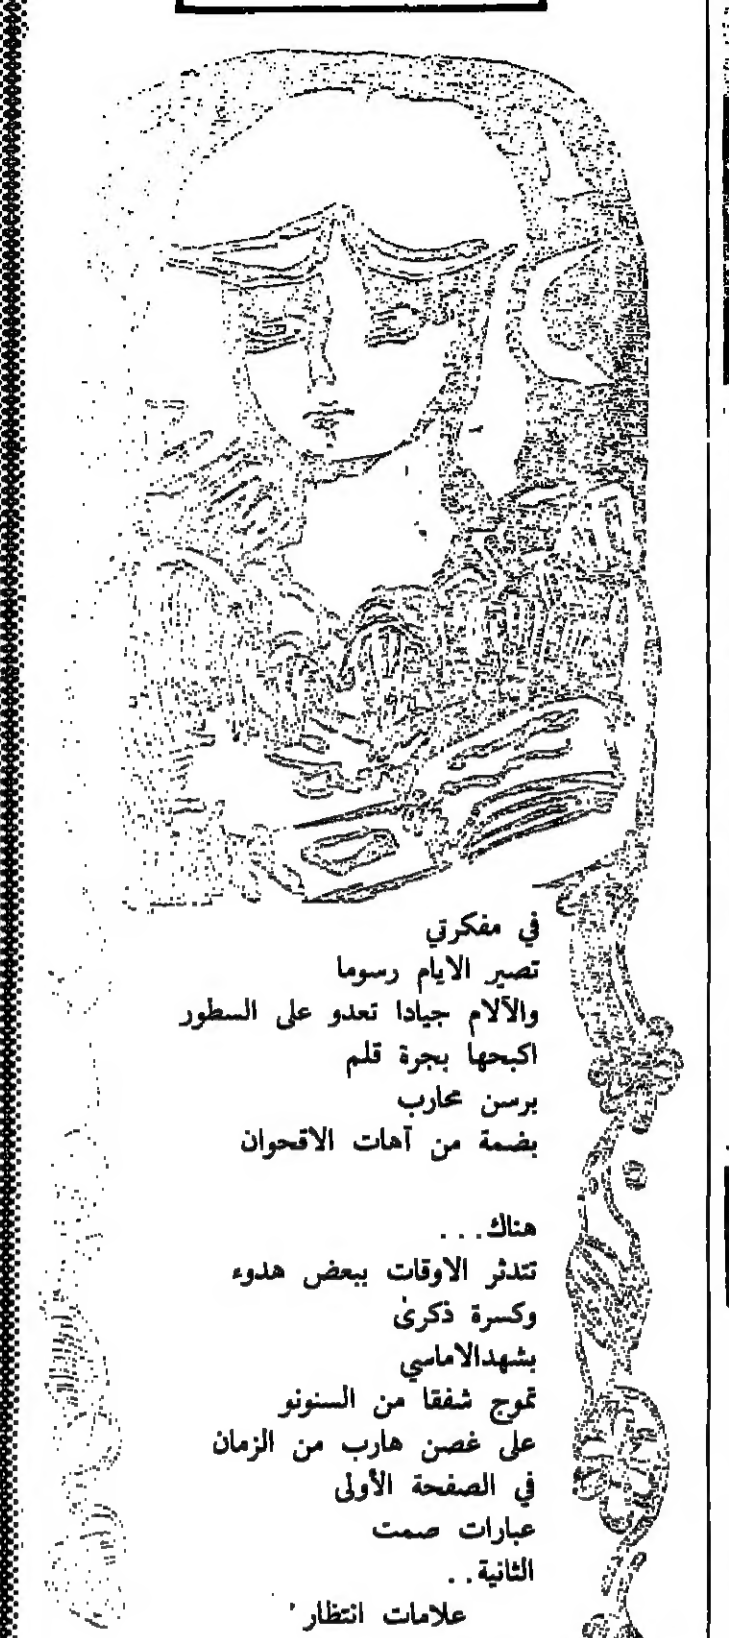 في مفكرتي
تصير الايام رسوما
والآلام جيادا تعدو على السطور
اكبحها بجرة قلم
برسن محارب
بضمة من آهات الاقحوان
هناك...
تتدثر الاوقات ببعض هدوء
وكسرة ذكرىٰ
بشهدالاماسي
تموج شفقا من السنونو
على غصن هارب من الزمان
في الصفحة الأولى
عبارات صمت
الثانية..
علامات انتظار